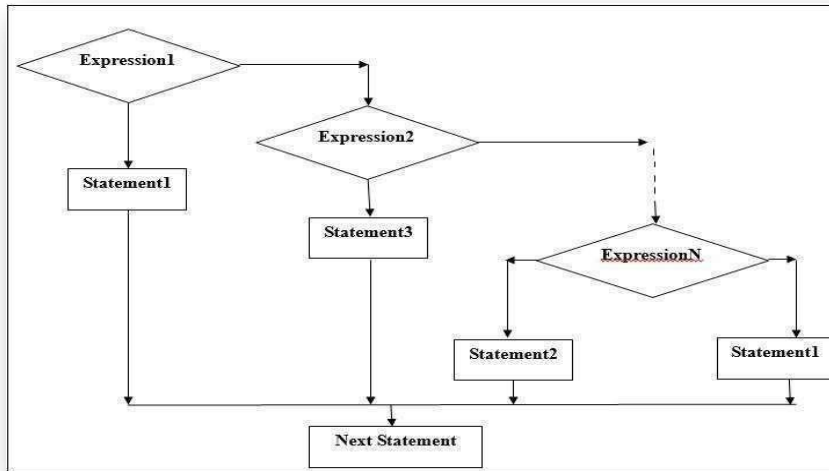 Expression1
Expression2
Statement1
Statement3
ExpressionN
Statement2
Statement1
Next Statement